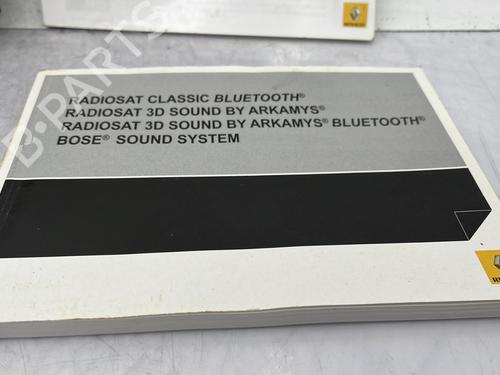 RADIOSAT CLASSIC BLUETOOTH®
RADIOSAT 3D SOUND BY ARKAMYS®
RADIOSAT 3D SOUND BY ARKAMYS® BLUETOOTH®
BOSE® SOUND SYSTEM
B-PARTS